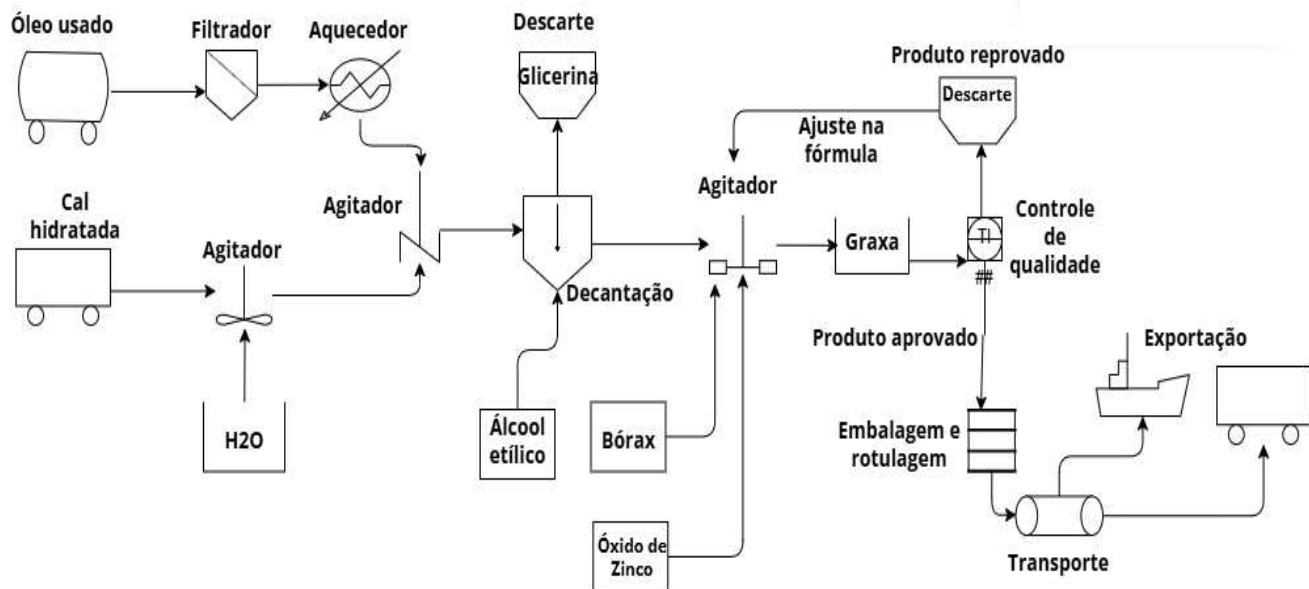 Óleo usado
Filtrador
Aquecedor
Descarte
Glicerina
Produto reprovado
Descarte
Ajuste na
fórmula
Cal
hidratada
Agitador
Agitador
Agitador
Decantação
Graxa
TI
Controle
de
qualidade
H2O
Álcool
etílico
Bórax
Óxido de
Zinco
Produto aprovado
Exportação
Embalagem e
rotulagem
Transporte